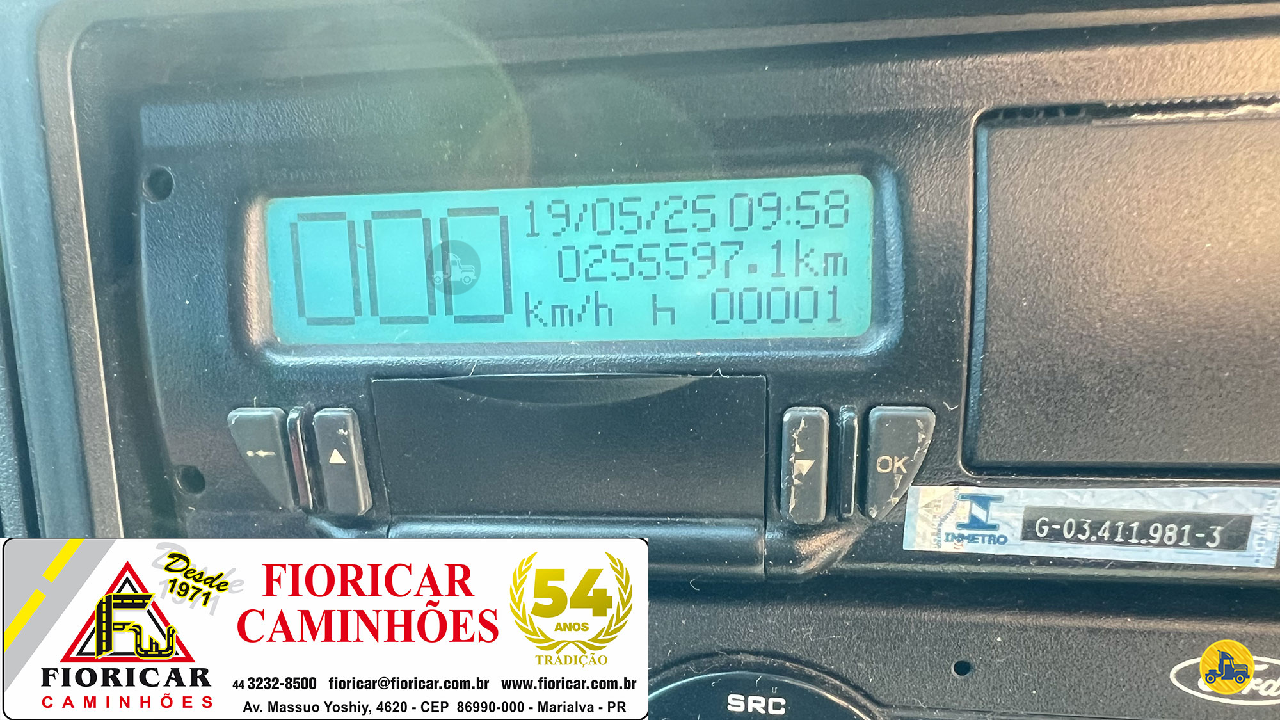 000
19/05/25 09:58
0255597.1km
km/h h 00001
OK
INMETRO
G-03.411.981-3
Desde
1971
FIORICAR
CAMINHÕES
54
ANOS
TRADIÇÃO
FIORICAR
CAMINHÕES
44 3232-8500 fioricar@fioricar.com.br www.fioricar.com.br
Av. Massuo Yoshiy, 4620 - CEP 86990-000 - Marialva - PR
SRC
Ford